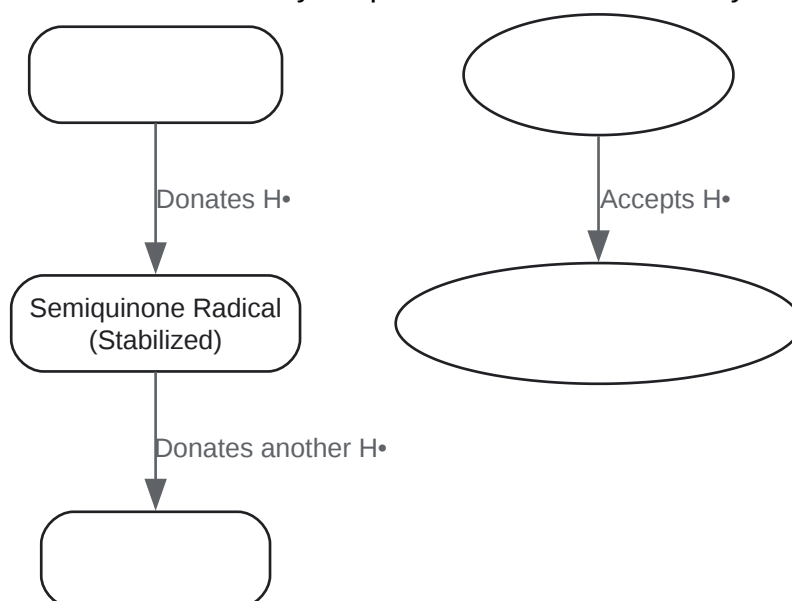 Donates H•
Accepts H•
Semiquinone Radical
(Stabilized)
Donates another H•